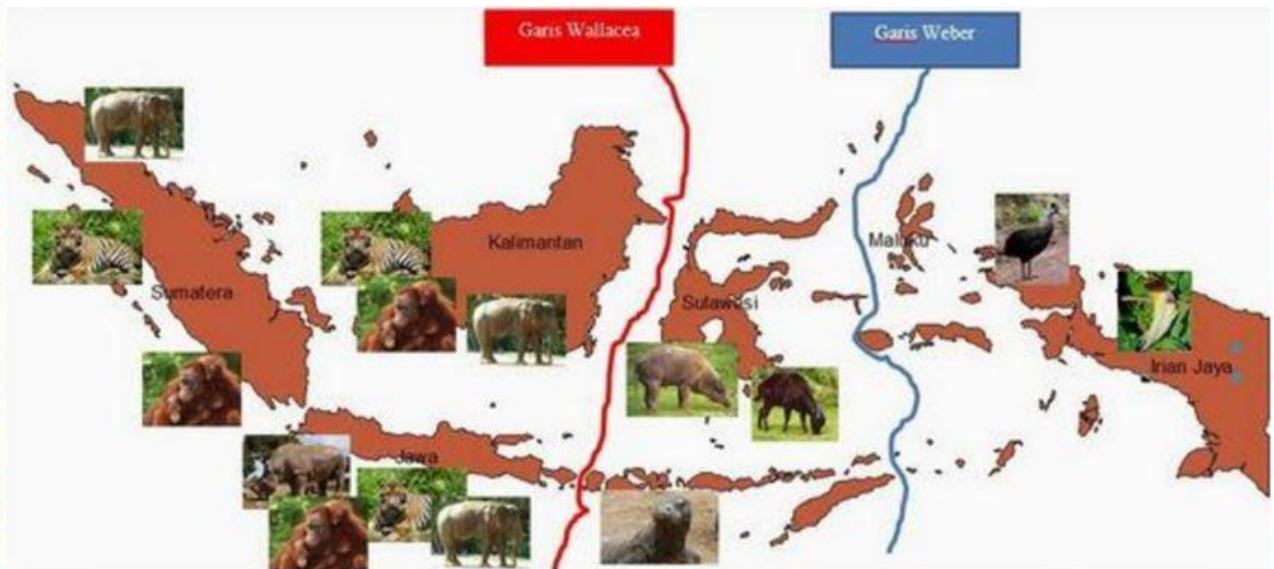 Garis Wallacea
Garis Weber
Kalimantan
Maluku
Sumatera
Sulawesi
Irian Jaya
Jawa